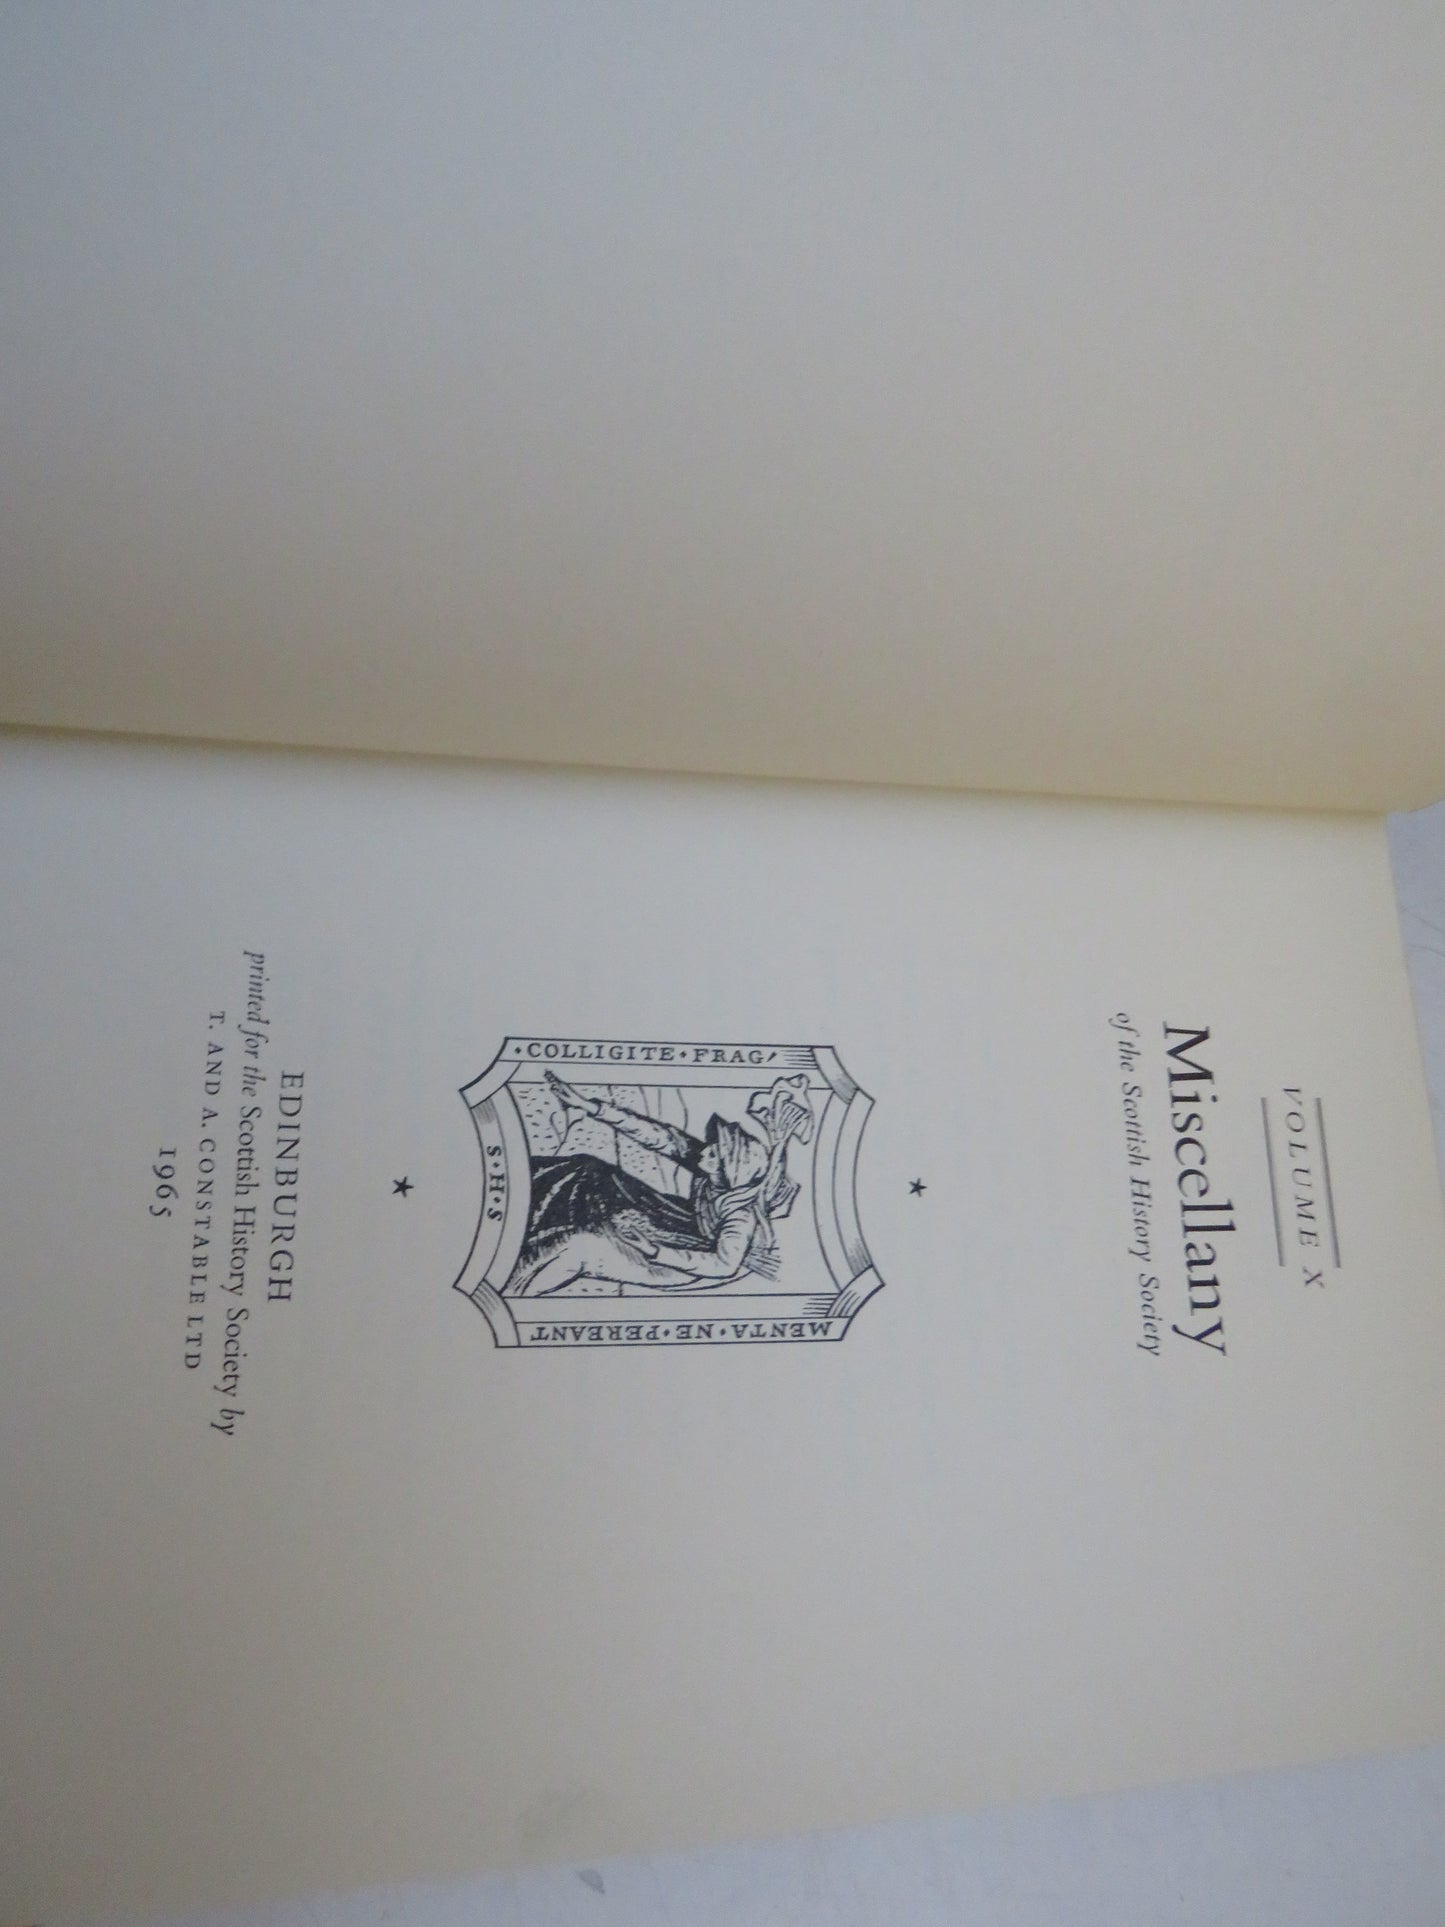 VOLUME X
Miscellany
of the Scottish History Society
★
·COLLIGITE·FRAG
MENTA·NE·PEREANT
S·H·S
★
EDINBURGH
printed for the Scottish History Society by
T. AND A. CONSTABLE LTD
1965